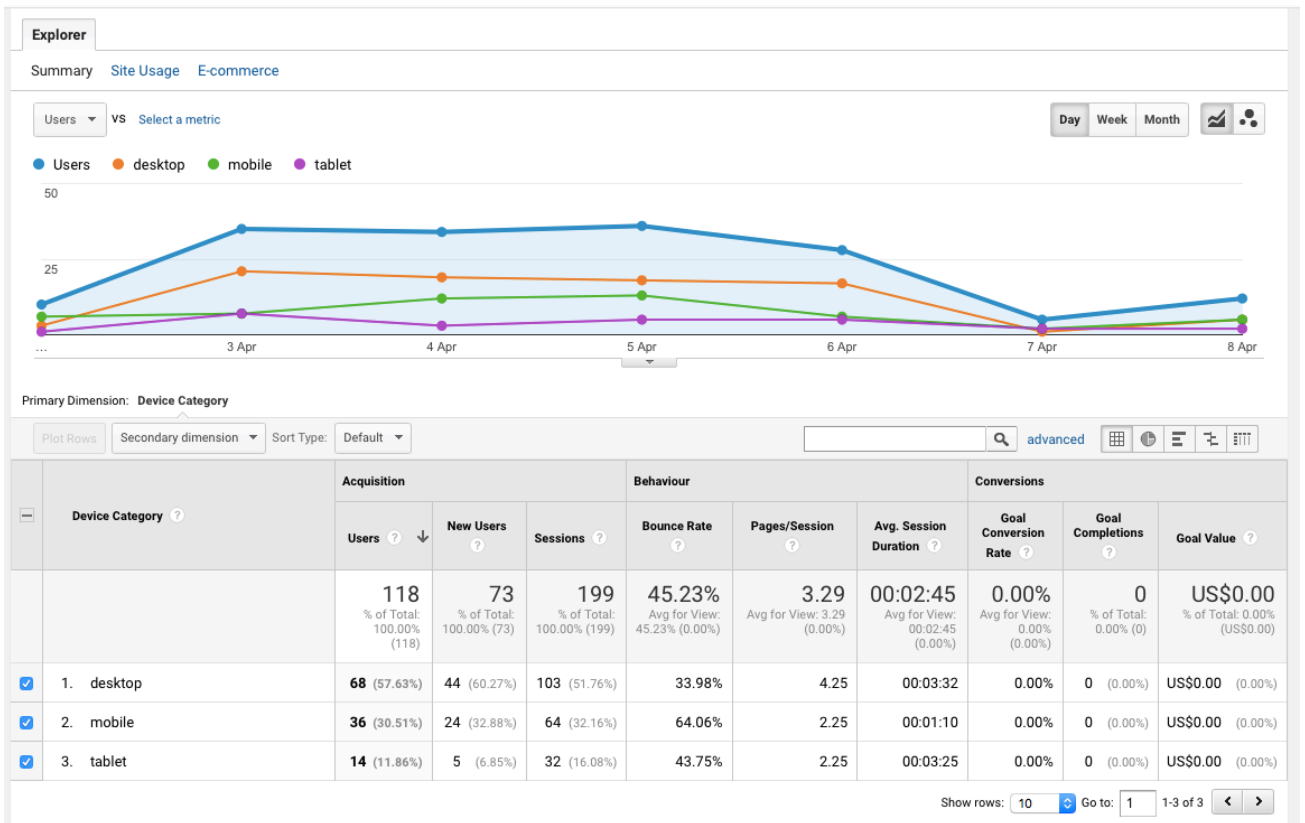 Explorer
Summary Site Usage E-commerce
Users VS Select a metric Day Week Month
Users desktop mobile tablet
50
25
... 3 Apr 4 Apr 5 Apr 6 Apr 7 Apr 8 Apr
Primary Dimension: Device Category
Plot Rows Secondary dimension Sort Type: Default advanced
Device Category ?
Acquisition Behaviour Conversions
Users ? New Users ? Sessions ? Bounce Rate ? Pages/Session ? Avg. Session Duration ? Goal Conversion Rate ? Goal Completions ? Goal Value ?
118 73 199 45.23% 3.29 00:02:45 0.00% 0 US$0.00
% of Total: 100.00% (118) % of Total: 100.00% (73) % of Total: 100.00% (199) Avg for View: 45.23% (0.00%) Avg for View: 3.29 (0.00%) Avg for View: 00:02:45 (0.00%) Avg for View: 0.00% (0.00%) % of Total: 0.00% (0) % of Total: 0.00% (US$0.00)
1. desktop 68 (57.63%) 44 (60.27%) 103 (51.76%) 33.98% 4.25 00:03:32 0.00% 0 (0.00%) US$0.00 (0.00%)
2. mobile 36 (30.51%) 24 (32.88%) 64 (32.16%) 64.06% 2.25 00:01:10 0.00% 0 (0.00%) US$0.00 (0.00%)
3. tablet 14 (11.86%) 5 (6.85%) 32 (16.08%) 43.75% 2.25 00:03:25 0.00% 0 (0.00%) US$0.00 (0.00%)
Show rows: 10 Go to: 1 1-3 of 3